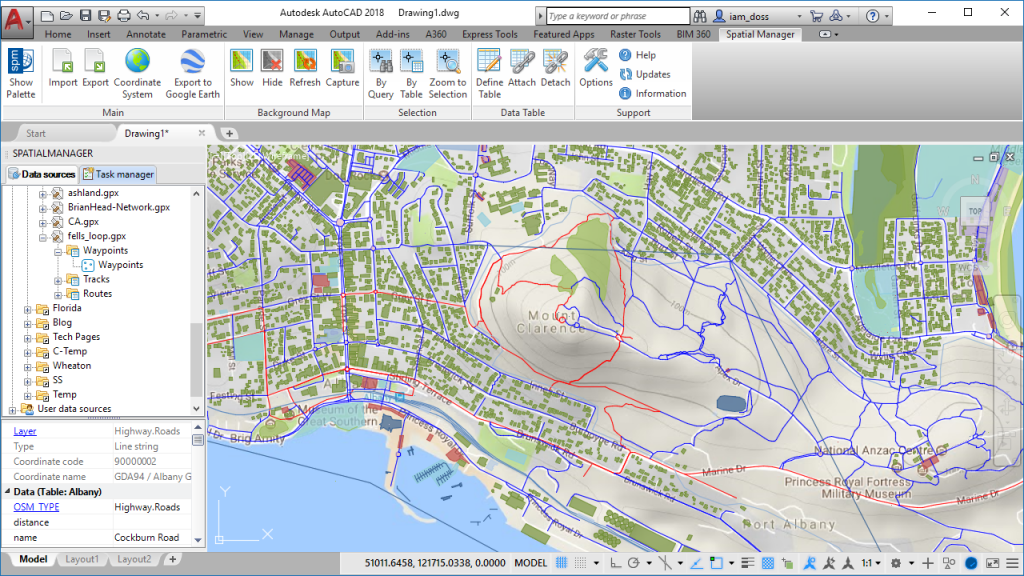 Autodesk AutoCAD 2018 Drawing1.dwg
Type a keyword or phrase
iam_doss
Home Insert Annotate Parametric View Manage Output Add-ins A360 Express Tools Featured Apps Raster Tools BIM 360 Spatial Manager
spm
Show Palette
Import Export Coordinate System Export to Google Earth
Show Hide Refresh Capture
By Query By Table Zoom to Selection
Define Table Attach Detach
Options Help
Updates
Information
Main Background Map Selection Data Table Support
Start Drawing1*
SPATIALMANAGER
Data sources Task manager
ashland.gpx
BrianHead-Network.gpx
CA.gpx
fells_loop.gpx
Waypoints
Waypoints
Tracks
Routes
Florida
Blog
Tech Pages
C-Temp
Wheaton
SS
Temp
User data sources
Layer Highway.Roads
Type Line string
Coordinate code 90000002
Coordinate name GDA94 / Albany G
Data (Table: Albany)
OSM_TYPE Highway.Roads
distance
name Cockburn Road
TOP
WCS
Mount Clarence
Museum of the Great Southern
Brig Amity
National Anzac Centre
Princess Royal Fortress Military Museum
Marine Dr
Marine Dr
Port Albany
Y
X
Model Layout1 Layout2
51011.6458, 121715.0338, 0.0000 MODEL 1:1